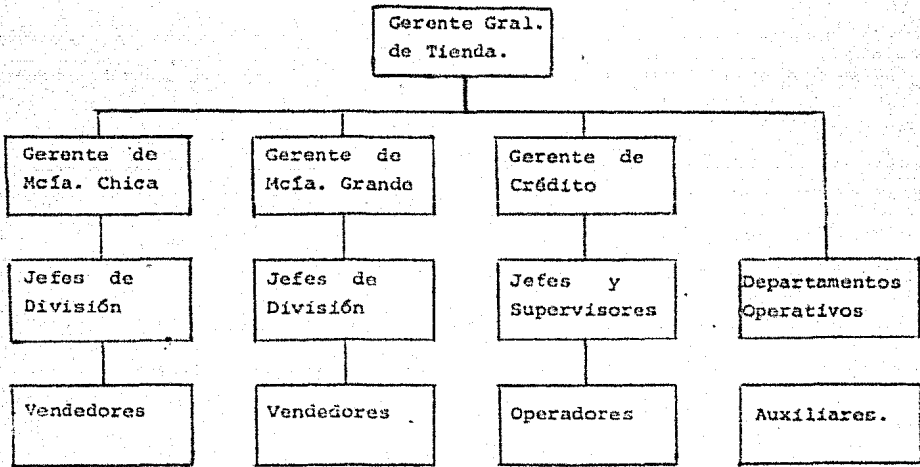 Gerente Gral.
de Tienda.
Gerente de
Mcía. Chica
Gerente de
Mcía. Grande
Gerente de
Crédito
Jefes de
División
Jefes de
División
Jefes y
Supervisores
Departamentos
Operativos
Vendedores
Vendedores
Operadores
Auxiliares.